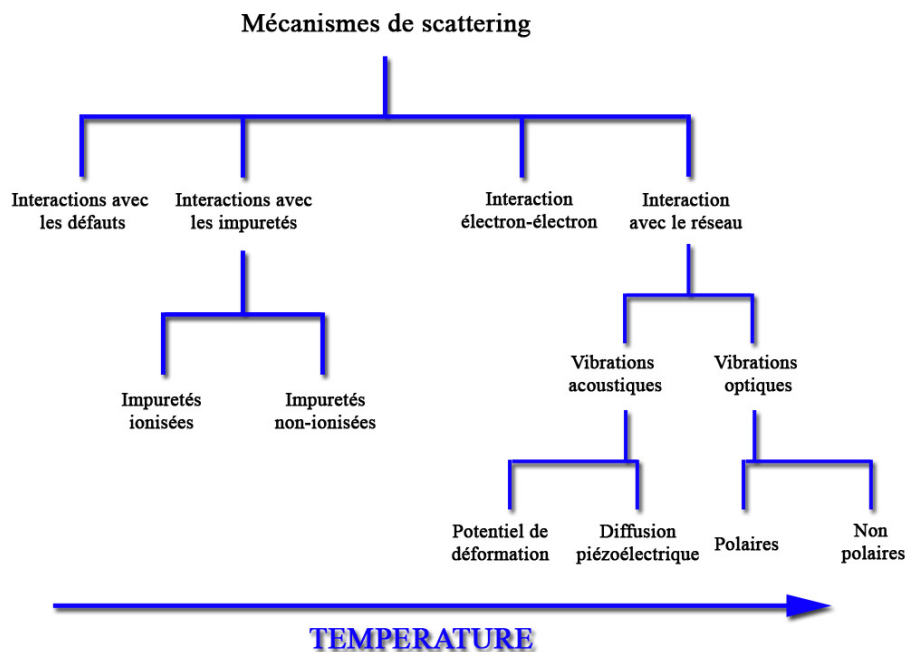 Mécanismes de scattering
Interactions avec
les défauts
Interactions avec
les impuretés
Interaction
électron-électron
Interaction
avec le réseau
Vibrations
acoustiques
Vibrations
optiques
Impuretés
ionisées
Impuretés
non-ionisées
Potentiel de
déformation
Diffusion
piézoélectrique
Polaires
Non
polaires
TEMPERATURE